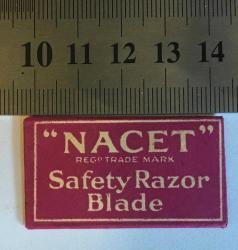 10 11 12 13 14
"NACET"
REGD TRADE MARK
Safety Razor
Blade